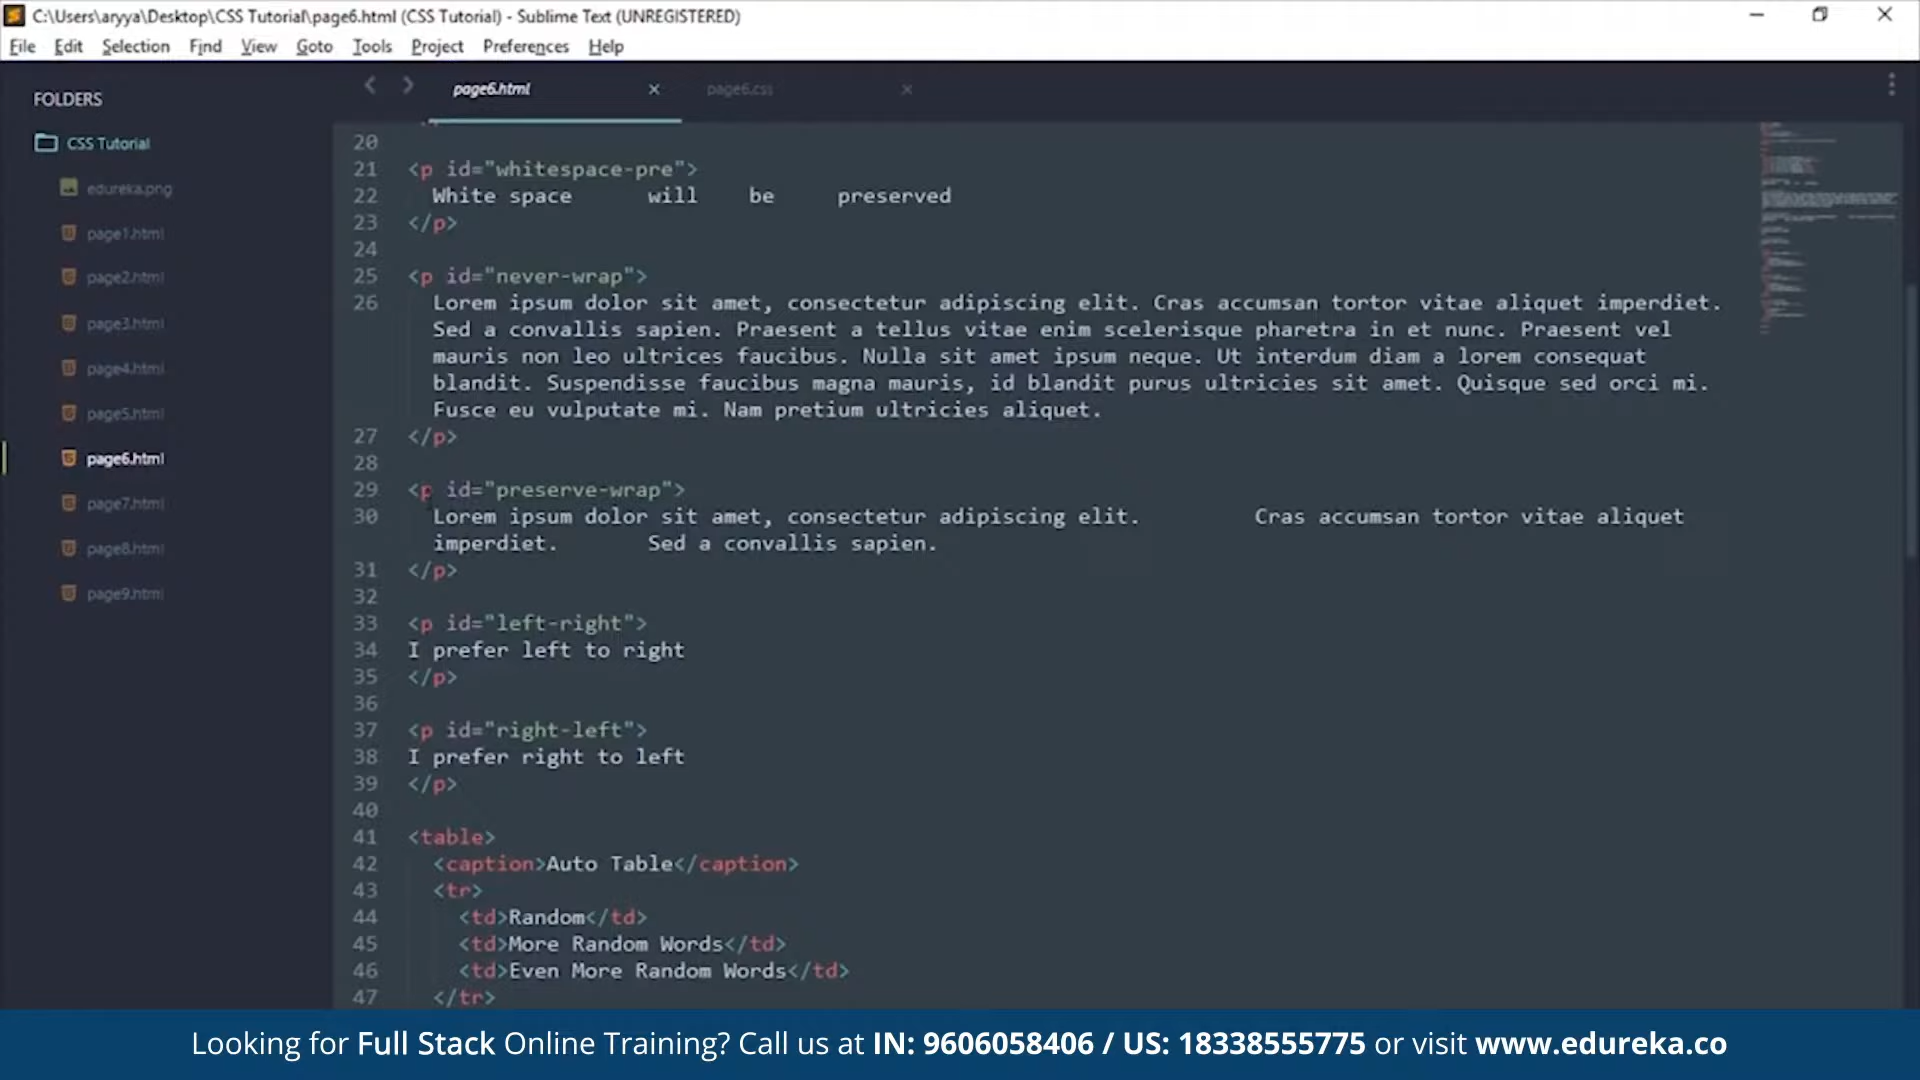 C:\Users\aryya\Desktop\CSS Tutorial\page6.html (CSS Tutorial) - Sublime Text (UNREGISTERED)
File Edit Selection Find View Goto Tools Project Preferences Help
FOLDERS
CSS Tutorial
edureka.png
page1.html
page2.html
page3.html
page4.html
page5.html
page6.html
page7.html
page8.html
page9.html
page6.html page6.css
20
21 <p id="whitespace-pre">
22 White space      will    be     preserved
23 </p>
24
25 <p id="never-wrap">
26 Lorem ipsum dolor sit amet, consectetur adipiscing elit. Cras accumsan tortor vitae aliquet imperdiet.
Sed a convallis sapien. Praesent a tellus vitae enim scelerisque pharetra in et nunc. Praesent vel
mauris non leo ultrices faucibus. Nulla sit amet ipsum neque. Ut interdum diam a lorem consequat
blandit. Suspendisse faucibus magna mauris, id blandit purus ultricies sit amet. Quisque sed orci mi.
Fusce eu vulputate mi. Nam pretium ultricies aliquet.
27 </p>
28
29 <p id="preserve-wrap">
30 Lorem ipsum dolor sit amet, consectetur adipiscing elit.         Cras accumsan tortor vitae aliquet
imperdiet.       Sed a convallis sapien.
31 </p>
32
33 <p id="left-right">
34 I prefer left to right
35 </p>
36
37 <p id="right-left">
38 I prefer right to left
39 </p>
40
41 <table>
42 <caption>Auto Table</caption>
43 <tr>
44 <td>Random</td>
45 <td>More Random Words</td>
46 <td>Even More Random Words</td>
47 </tr>
Looking for Full Stack Online Training? Call us at IN: 9606058406 / US: 18338555775 or visit www.edureka.co